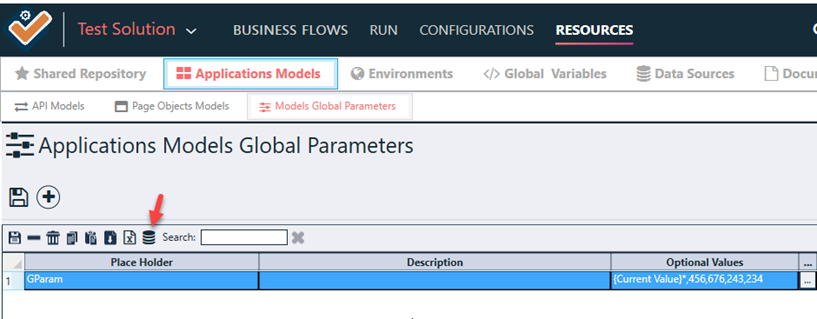 Test Solution BUSINESS FLOWS RUN CONFIGURATIONS RESOURCES
Shared Repository Applications Models Environments </> Global Variables Data Sources Docu
API Models Page Objects Models Models Global Parameters
Applications Models Global Parameters
Search:
Place Holder Description Optional Values ...
1 GParam {Current Value}*,456,676,243,234 ...